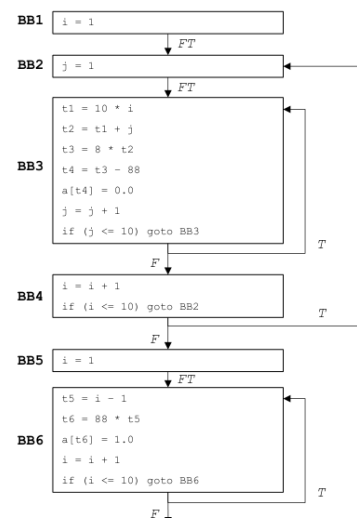 BB1 i = 1
FT
BB2 j = 1
FT
t1 = 10 * i
t2 = t1 + j
t3 = 8 * t2
BB3 t4 = t3 - 88
a[t4] = 0.0
j = j + 1
if (j <= 10) goto BB3
F T
BB4 i = i + 1
if (i <= 10) goto BB2
F T
BB5 i = 1
FT
t5 = i - 1
t6 = 88 * t5
BB6 a[t6] = 1.0
i = i + 1
if (i <= 10) goto BB6
F T